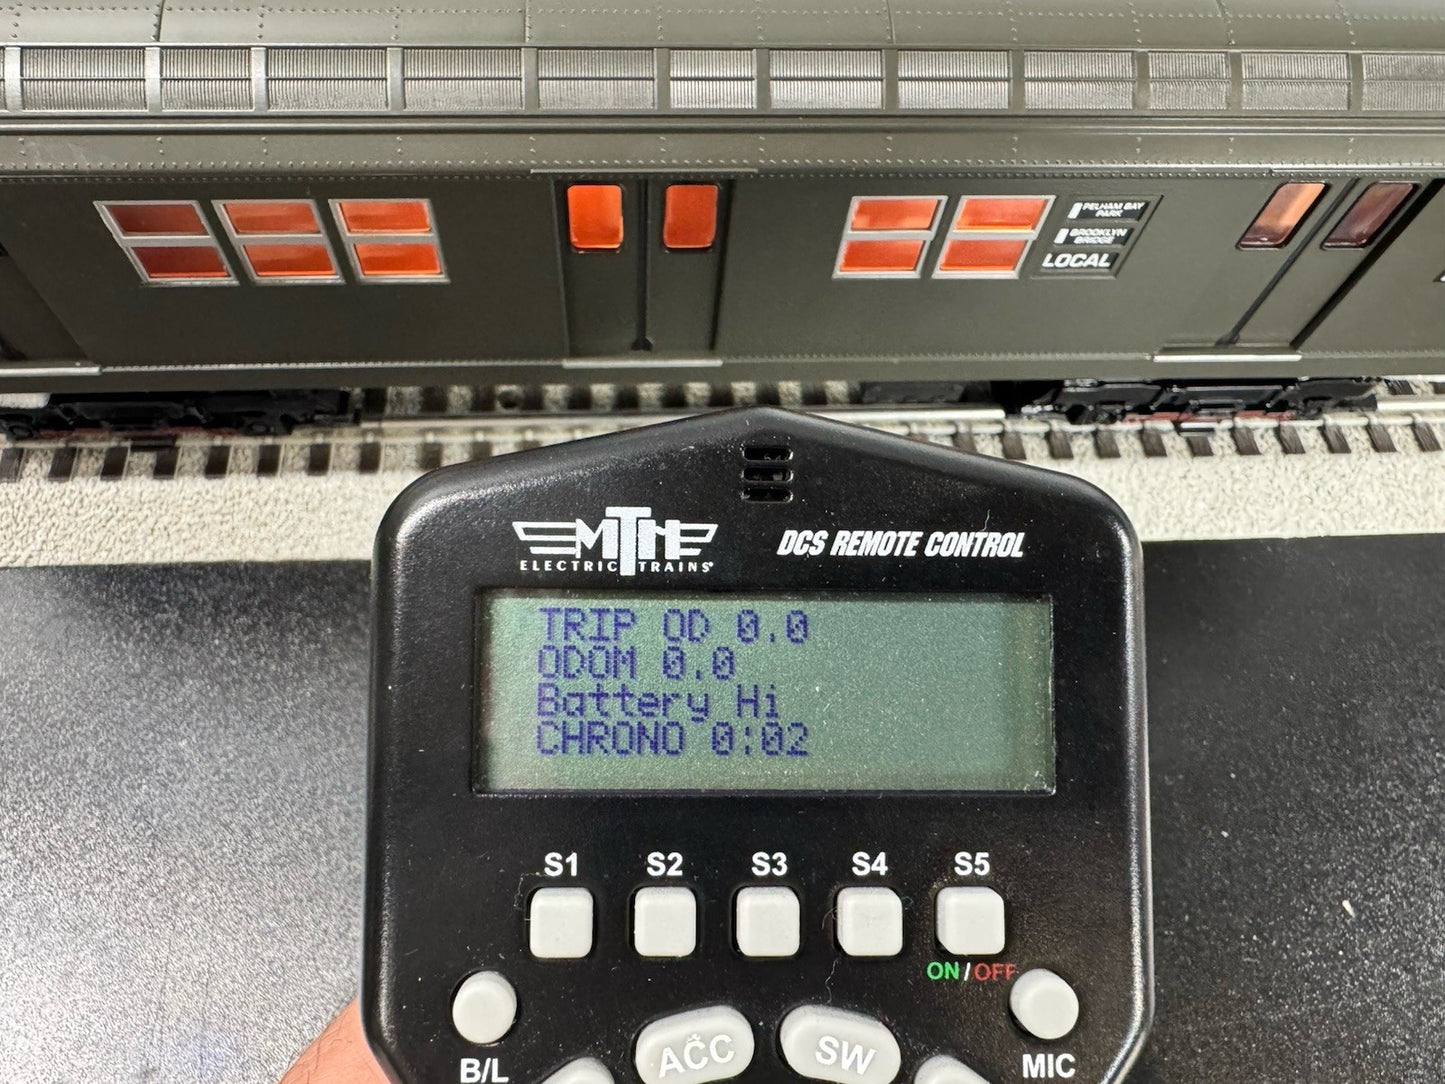 PELHAM BAY
PARK
BROOKLYN
BRIDGE
LOCAL
MTH
ELECTRIC TRAINS
DCS REMOTE CONTROL
TRIP OD 0.0
ODOM 0.0
Battery Hi
CHRONO 0:02
S1 S2 S3 S4 S5
ON/OFF
B/L
ACC
SW
MIC